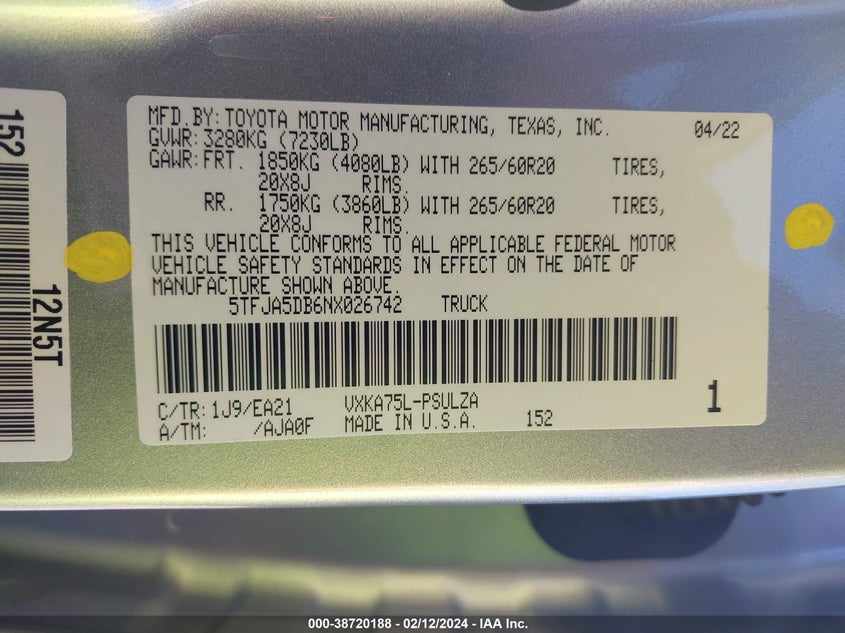 152
12N5T
MFD.BY:TOYOTA MOTOR MANUFACTURING, TEXAS, INC. 04/22
GVWR:3280KG (7230LB)
GAWR:FRT. 1850KG (4080LB) WITH 265/60R20 TIRES,
20X8J RIMS.
RR. 1750KG (3860LB) WITH 265/60R20 TIRES,
20X8J RIMS.
THIS VEHICLE CONFORMS TO ALL APPLICABLE FEDERAL MOTOR
VEHICLE SAFETY STANDARDS IN EFFECT ON THE DATE OF
MANUFACTURE SHOWN ABOVE.
5TFJA5DB6NX026742 TRUCK
C/TR:1J9/EA21 VXKA75L-PSULZA 1
A/TM: /AJA0F MADE IN U.S.A. 152
000-38720188 - 02/12/2024 - IAA Inc.